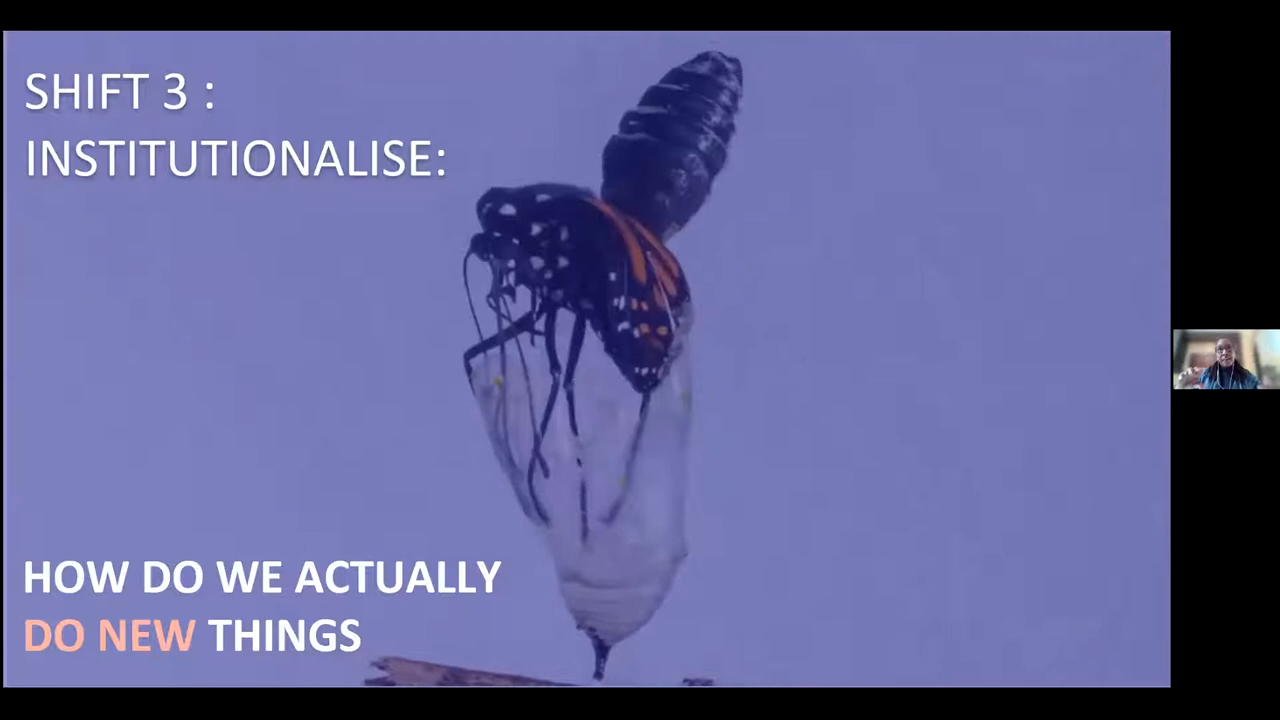 SHIFT 3 :
INSTITUTIONALISE:
HOW DO WE ACTUALLY
DO NEW THINGS